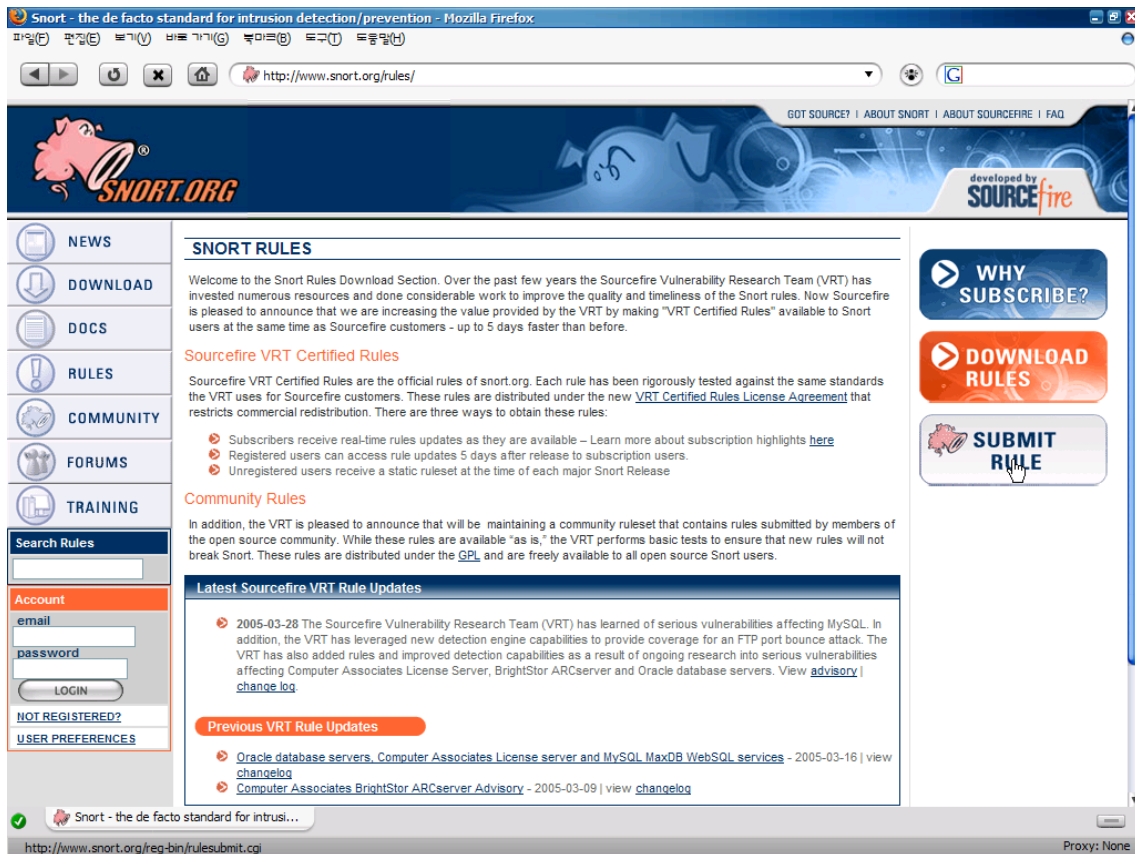 Snort - the de facto standard for intrusion detection/prevention - Mozilla Firefox
파일(F) 편집(E) 보기(V) 바로 가기(G) 북마크(B) 도구(T) 도움말(H)
http://www.snort.org/rules/
G
GOT SOURCE? | ABOUT SNORT | ABOUT SOURCEFIRE | FAQ
®
SNORT.ORG
developed by
SOURCEfire
NEWS
DOWNLOAD
DOCS
RULES
COMMUNITY
FORUMS
TRAINING
Search Rules
Account
email
password
LOGIN
NOT REGISTERED?
USER PREFERENCES
SNORT RULES
Welcome to the Snort Rules Download Section. Over the past few years the Sourcefire Vulnerability Research Team (VRT) has
invested numerous resources and done considerable work to improve the quality and timeliness of the Snort rules. Now Sourcefire
is pleased to announce that we are increasing the value provided by the VRT by making "VRT Certified Rules" available to Snort
users at the same time as Sourcefire customers - up to 5 days faster than before.
Sourcefire VRT Certified Rules
Sourcefire VRT Certified Rules are the official rules of snort.org. Each rule has been rigorously tested against the same standards
the VRT uses for Sourcefire customers. These rules are distributed under the new VRT Certified Rules License Agreement that
restricts commercial redistribution. There are three ways to obtain these rules:
Subscribers receive real-time rules updates as they are available – Learn more about subscription highlights here
Registered users can access rule updates 5 days after release to subscription users.
Unregistered users receive a static ruleset at the time of each major Snort Release
Community Rules
In addition, the VRT is pleased to announce that will be maintaining a community ruleset that contains rules submitted by members of
the open source community. While these rules are available "as is," the VRT performs basic tests to ensure that new rules will not
break Snort. These rules are distributed under the GPL and are freely available to all open source Snort users.
Latest Sourcefire VRT Rule Updates
2005-03-28 The Sourcefire Vulnerability Research Team (VRT) has learned of serious vulnerabilities affecting MySQL. In
addition, the VRT has leveraged new detection engine capabilities to provide coverage for an FTP port bounce attack. The
VRT has also added rules and improved detection capabilities as a result of ongoing research into serious vulnerabilities
affecting Computer Associates License Server, BrightStor ARCserver and Oracle database servers. View advisory |
change log.
Previous VRT Rule Updates
Oracle database servers, Computer Associates License server and MySQL MaxDB WebSQL services - 2005-03-16 | view
changelog
Computer Associates BrightStor ARCserver Advisory - 2005-03-09 | view changelog
WHY
SUBSCRIBE?
DOWNLOAD
RULES
SUBMIT
RULE
Snort - the de facto standard for intrusi...
http://www.snort.org/reg-bin/rulesubmit.cgi
Proxy: None